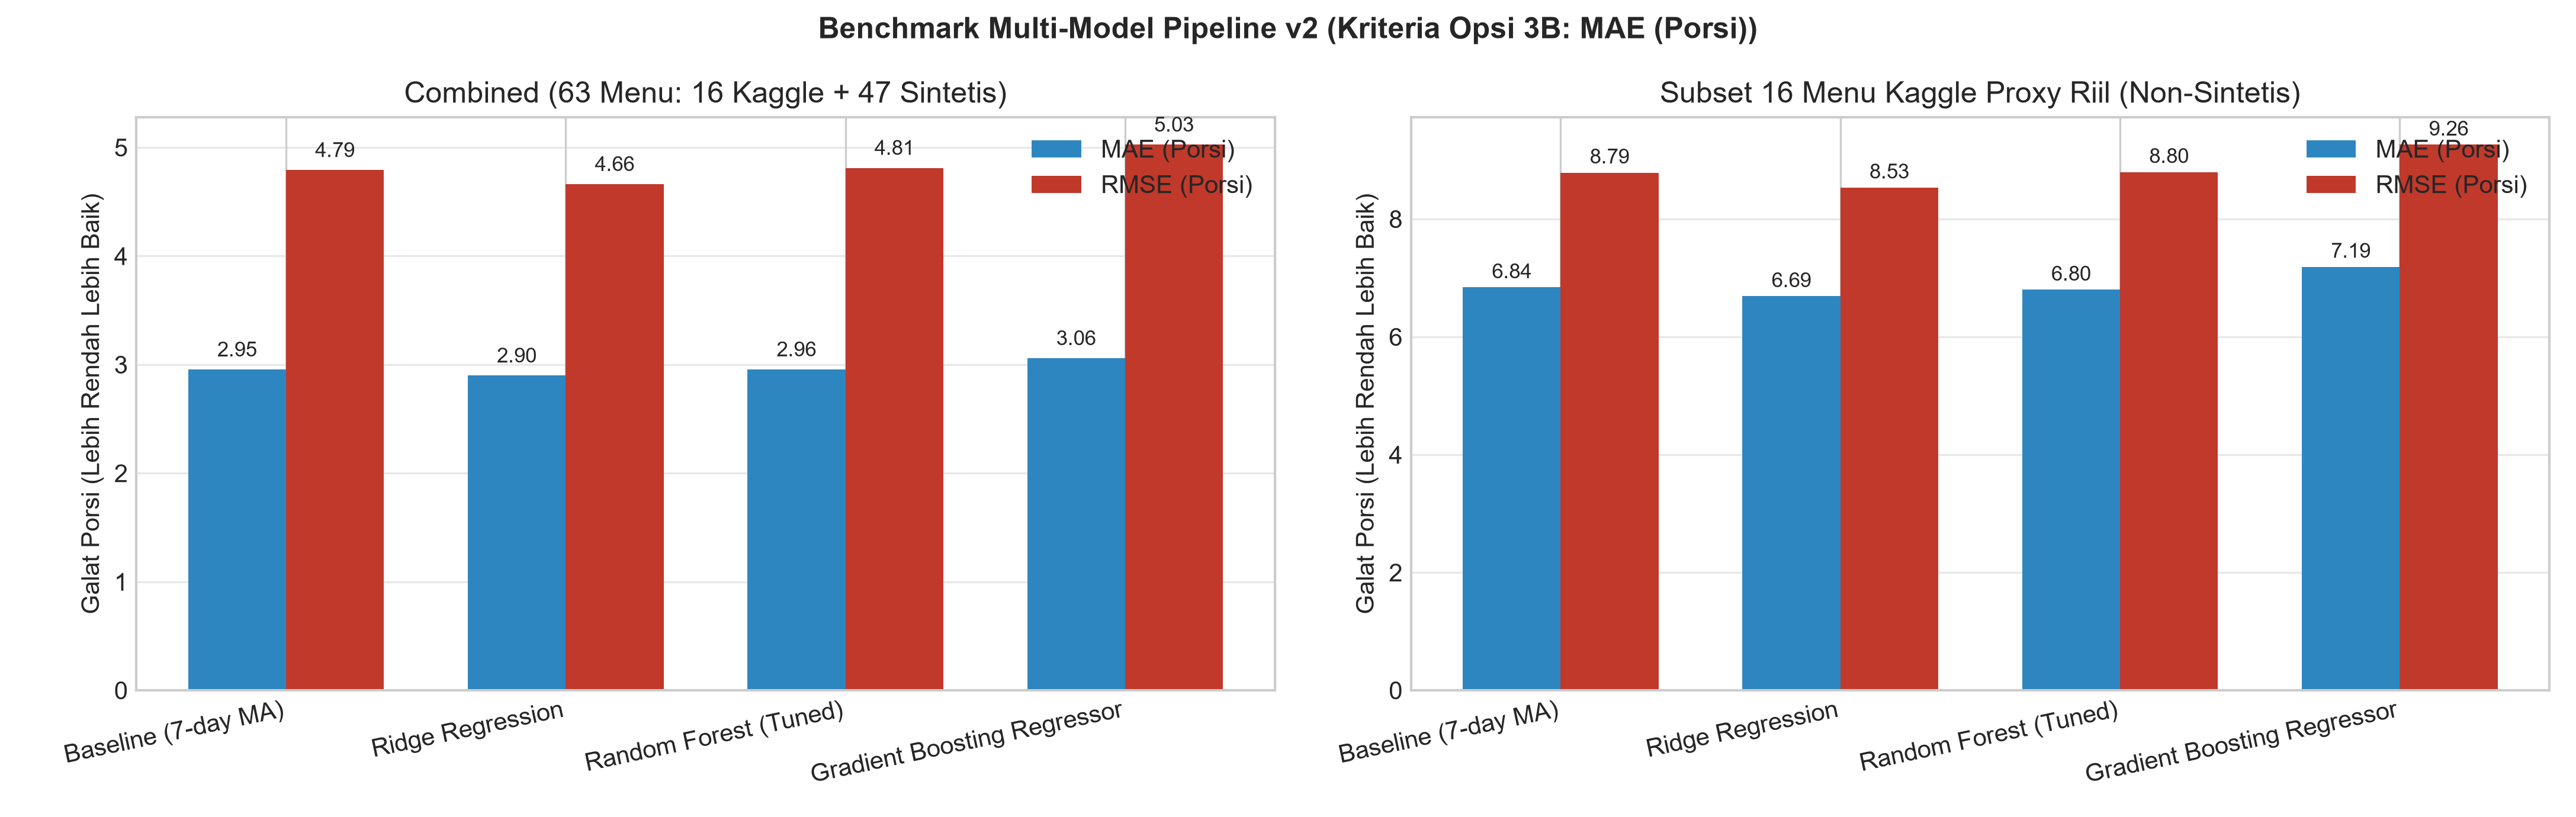 Benchmark Multi-Model Pipeline v2 (Kriteria Opsi 3B: MAE (Porsi))
Combined (63 Menu: 16 Kaggle + 47 Sintetis)
Galat Porsi (Lebih Rendah Lebih Baik)
5
4
3
2
1
0
4.79
4.66
4.81
5.03
2.95
2.90
2.96
3.06
MAE (Porsi)
RMSE (Porsi)
Baseline (7-day MA)
Ridge Regression
Random Forest (Tuned)
Gradient Boosting Regressor
Subset 16 Menu Kaggle Proxy Riil (Non-Sintetis)
Galat Porsi (Lebih Rendah Lebih Baik)
8
6
4
2
0
8.79
8.53
8.80
9.26
6.84
6.69
6.80
7.19
MAE (Porsi)
RMSE (Porsi)
Baseline (7-day MA)
Ridge Regression
Random Forest (Tuned)
Gradient Boosting Regressor